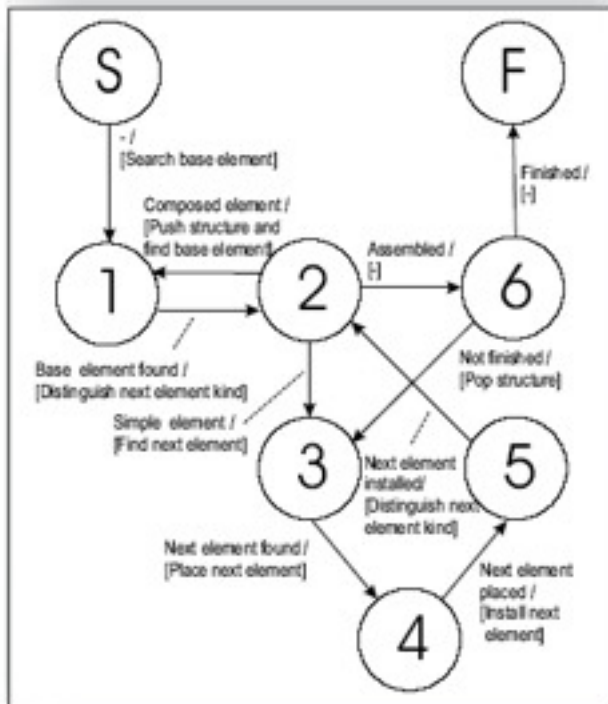 S
F
- /
[Search base element]
Finished /
[-]
Composed element /
[Push structure and
find base element]
Assembled /
[-]
1
2
6
Base element found /
[Distinguish next element kind]
Not finished /
[Pop structure]
Simple element /
[Find next element]
3
5
Next element
installed/
[Distinguish next
element kind]
Next element found /
[Place next element]
Next element
placed /
[Install next
element]
4